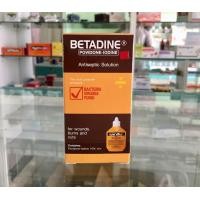 BETADINE®
POVIDONE-IODINE
Antiseptic Solution
BACTERIA
VIRUSES
FUNGI
for wounds,
burns and
cuts